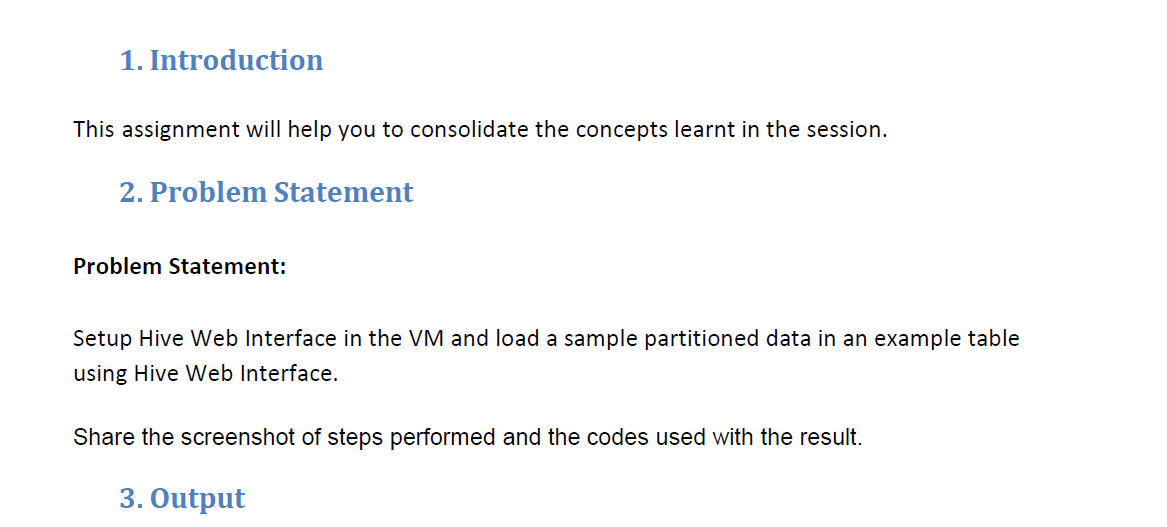 1. Introduction
This assignment will help you to consolidate the concepts learnt in the session.
2. Problem Statement
Problem Statement:
Setup Hive Web Interface in the VM and load a sample partitioned data in an example table
using Hive Web Interface.
Share the screenshot of steps performed and the codes used with the result.
3. Output